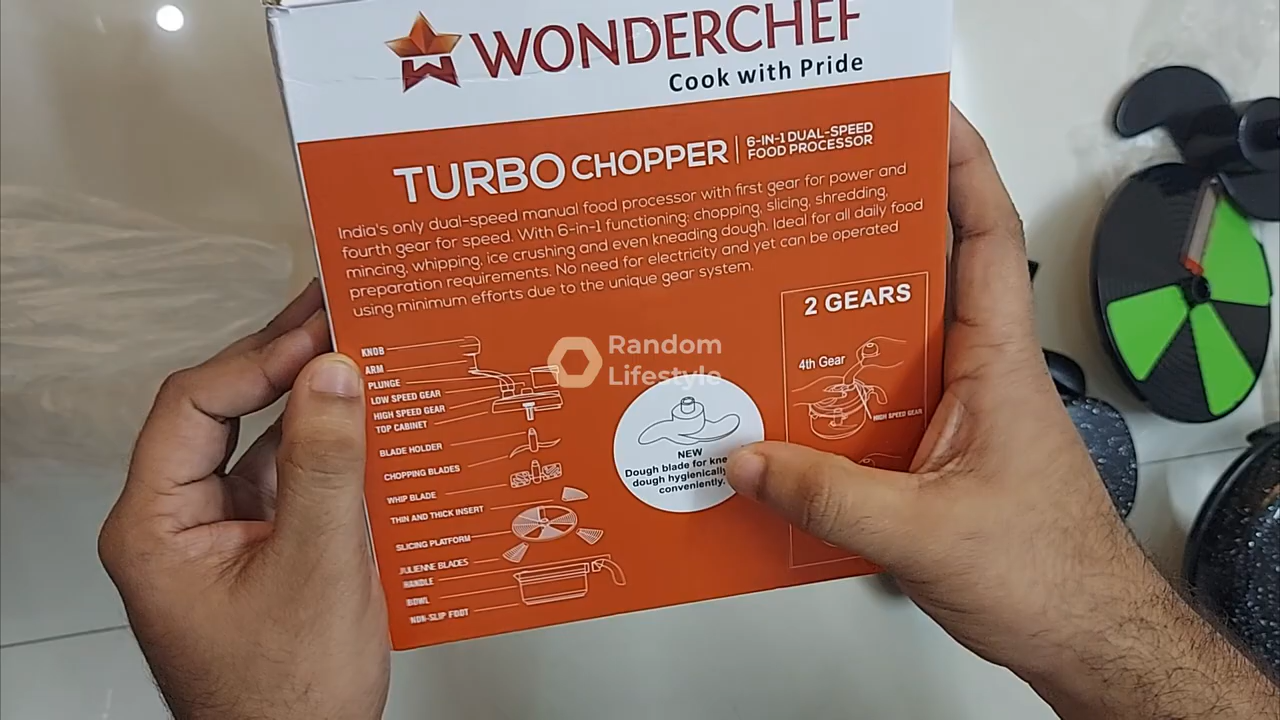 WONDERCHEF
Cook with Pride
TURBO CHOPPER | 6-IN-1 DUAL-SPEED
FOOD PROCESSOR
India's only dual-speed manual food processor with first gear for power and
fourth gear for speed. With 6-in-1 functioning: chopping, slicing, shredding,
mincing, whipping, ice crushing and even kneading dough. Ideal for all daily food
preparation requirements. No need for electricity and yet can be operated
using minimum efforts due to the unique gear system.
KNOB
ARM
PLUNGE
LOW SPEED GEAR
HIGH SPEED GEAR
TOP CABINET
BLADE HOLDER
CHOPPING BLADES
WHIP BLADE
THIN AND THICK INSERT
SLICING PLATFORM
JULIENNE BLADES
HANDLE
BOWL
NON-SLIP FOOT
Random
Lifestyle
NEW
Dough blade for
dough hygienically
conveniently.
2 GEARS
4th Gear
HIGH SPEED GEAR